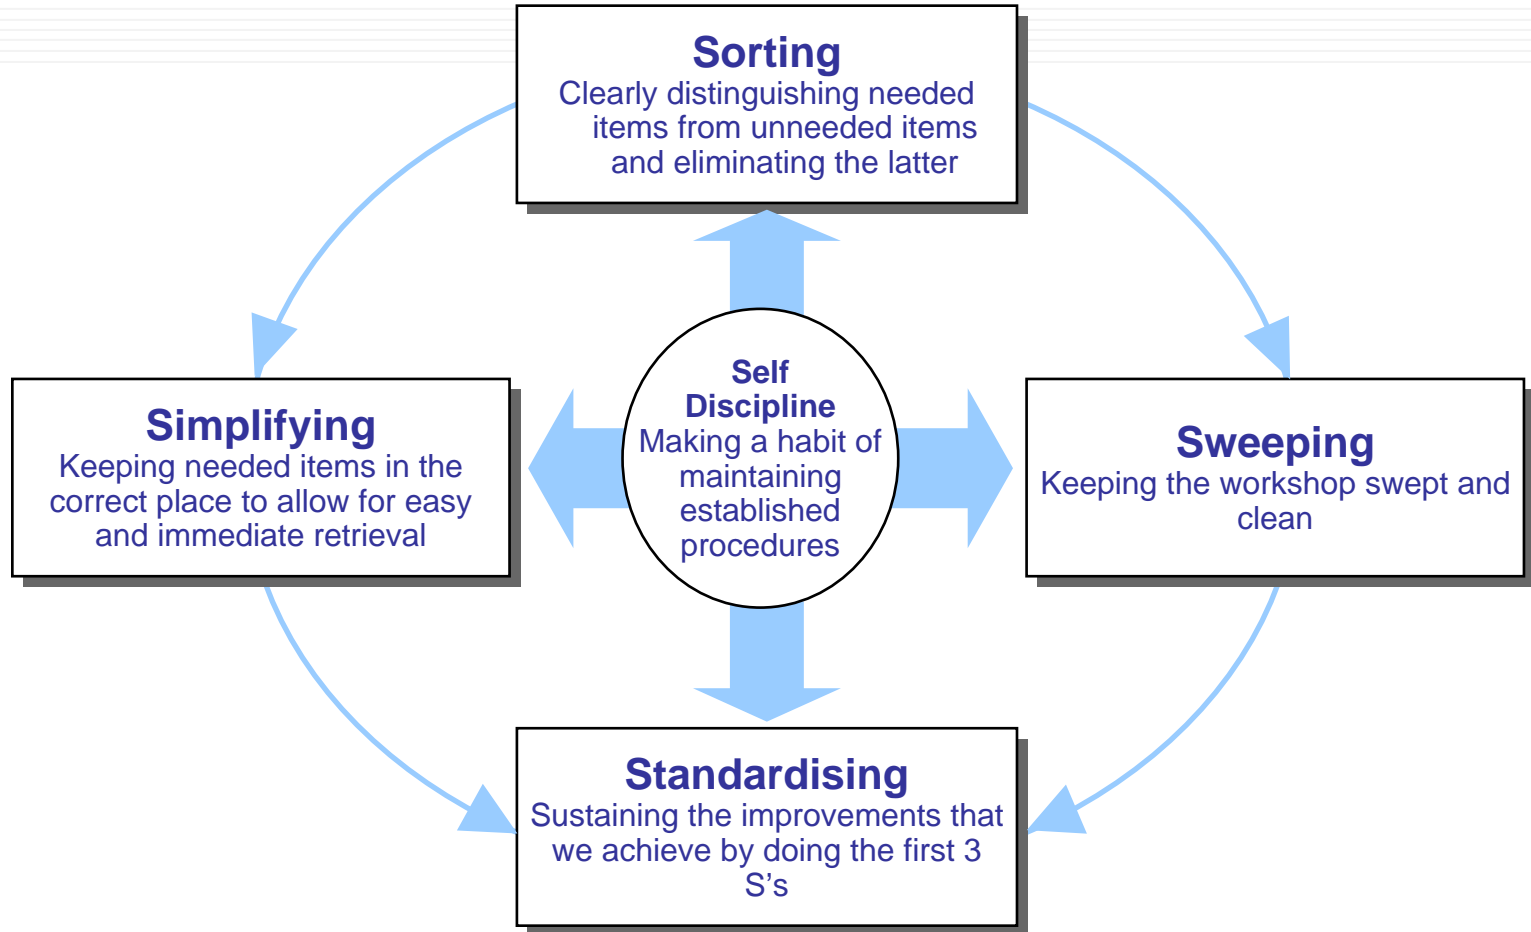 Sorting
Clearly distinguishing needed
items from unneeded items
and eliminating the latter
Simplifying
Keeping needed items in the
correct place to allow for easy
and immediate retrieval
Self
Discipline
Making a habit of
maintaining
established
procedures
Sweeping
Keeping the workshop swept and
clean
Standardising
Sustaining the improvements that
we achieve by doing the first 3
S’s